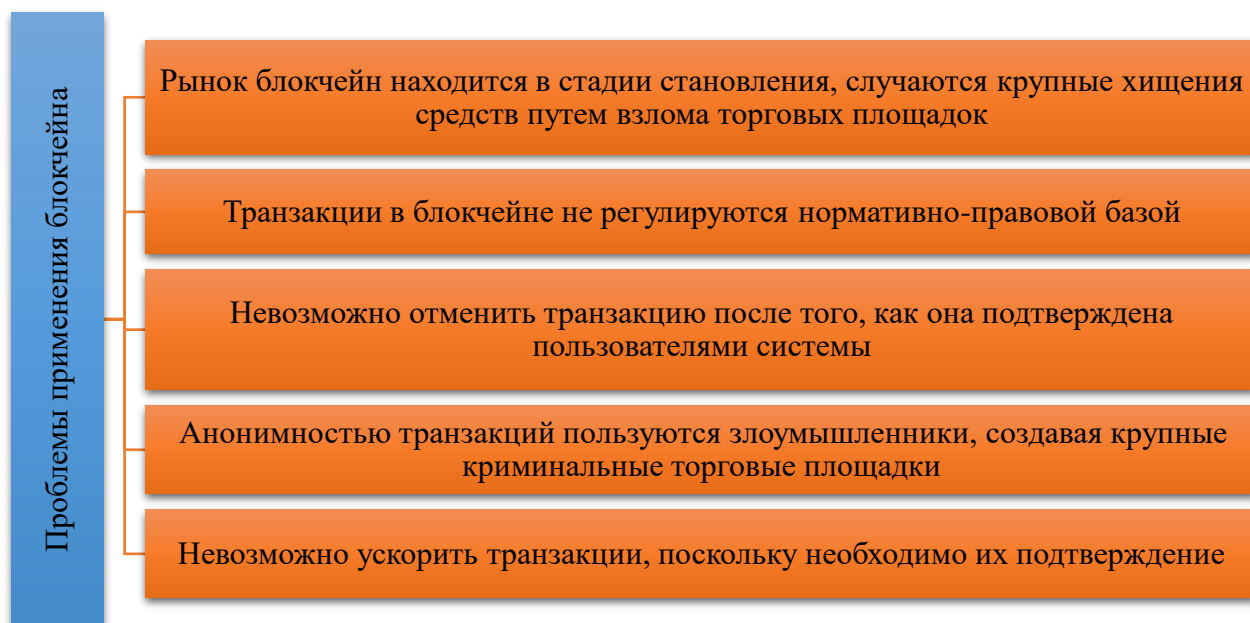 Проблемы применения блокчейна
Рынок блокчейн находится в стадии становления, случаются крупные хищения
средств путем взлома торговых площадок
Транзакции в блокчейне не регулируются нормативно-правовой базой
Невозможно отменить транзакцию после того, как она подтверждена
пользователями системы
Анонимностью транзакций пользуются злоумышленники, создавая крупные
криминальные торговые площадки
Невозможно ускорить транзакции, поскольку необходимо их подтверждение